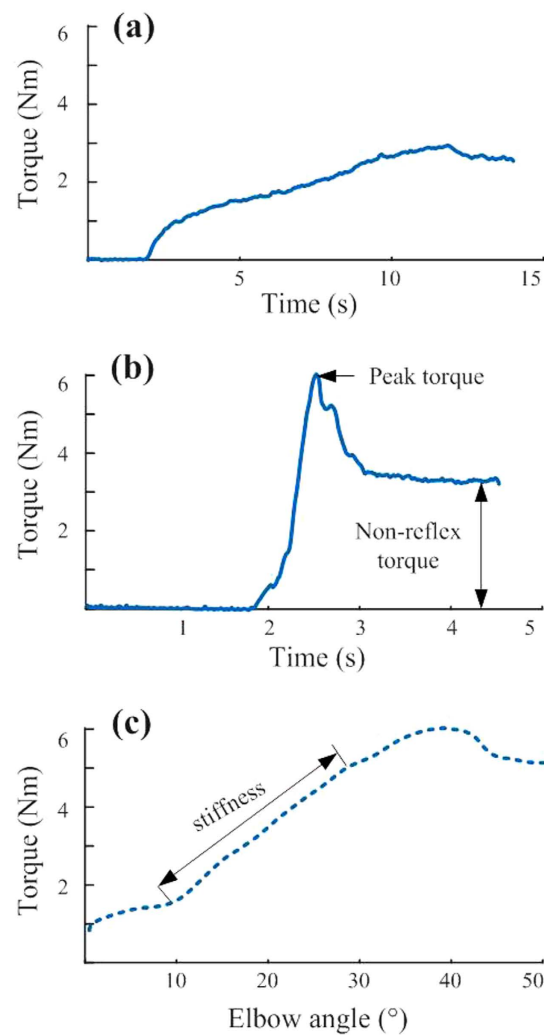 (a)
Torque (Nm)
6
4
2
5
10
15
Time (s)
(b)
Torque (Nm)
6
4
2
Peak torque
Non-reflex
torque
1
2
3
4
5
Time (s)
(c)
Torque (Nm)
6
4
2
stiffness
10
20
30
40
50
Elbow angle (°)